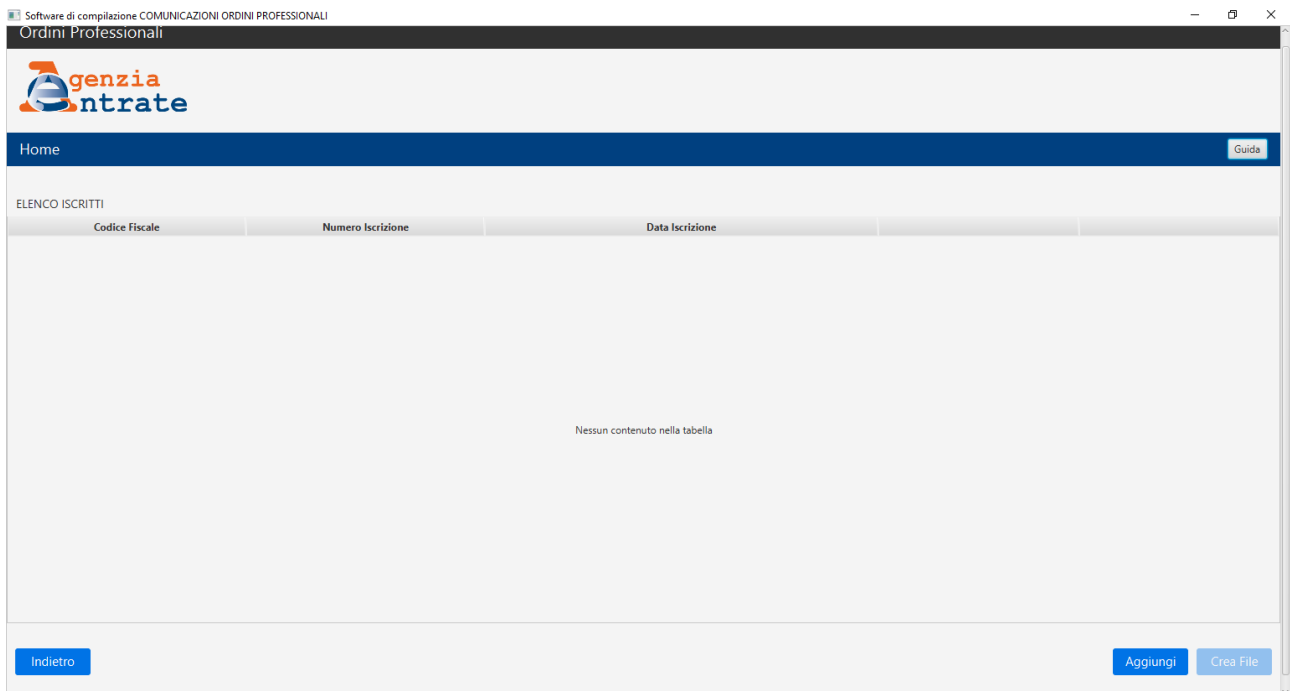 Software di compilazione COMUNICAZIONI ORDINI PROFESSIONALI
Ordini Professionali
Agenzia
Entrate
Home
Guida
ELENCO ISCRITTI
Codice Fiscale Numero Iscrizione Data Iscrizione
Nessun contenuto nella tabella
Indietro
Aggiungi
Crea File